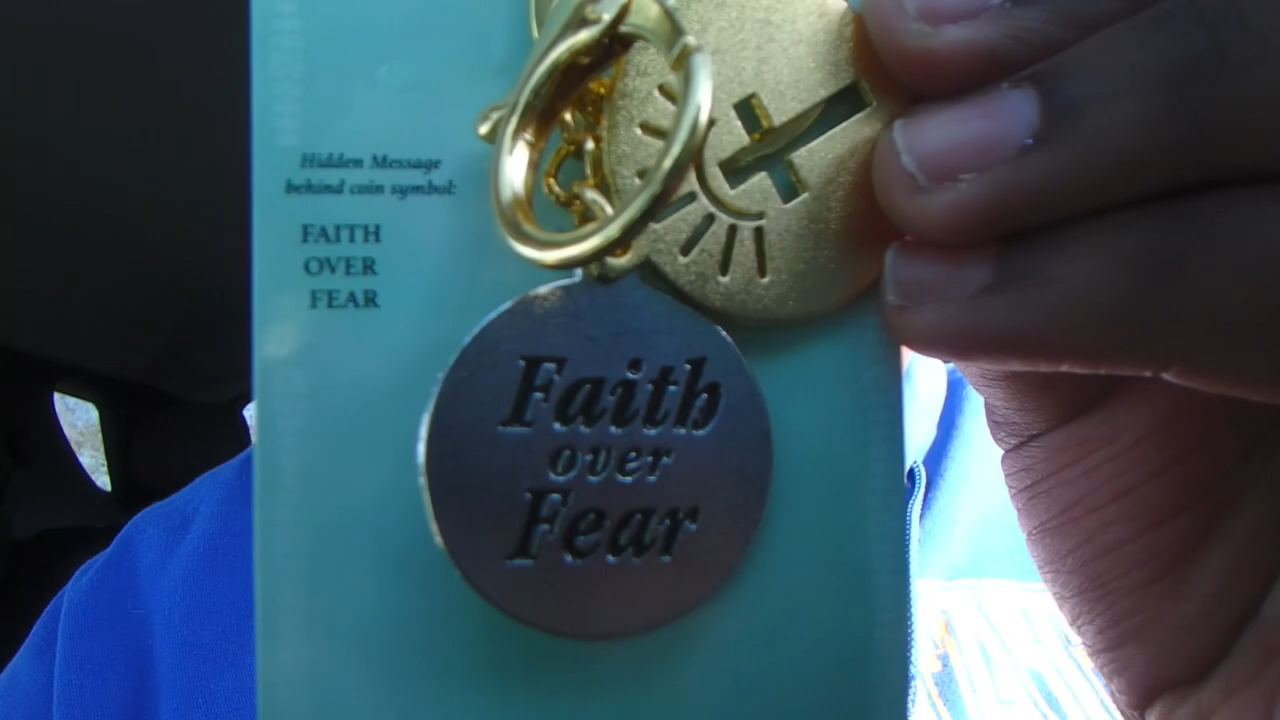 Hidden Message
behind coin symbol:
FAITH
OVER
FEAR
Faith
over
Fear